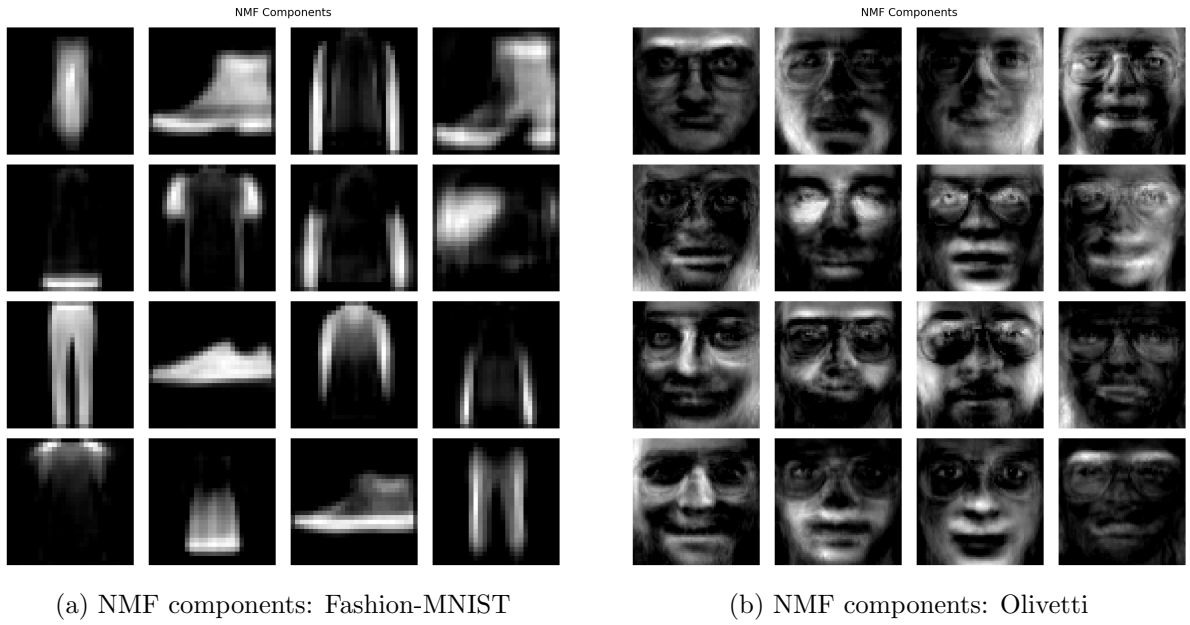 NMF Components
NMF Components
(a) NMF components: Fashion-MNIST
(b) NMF components: Olivetti